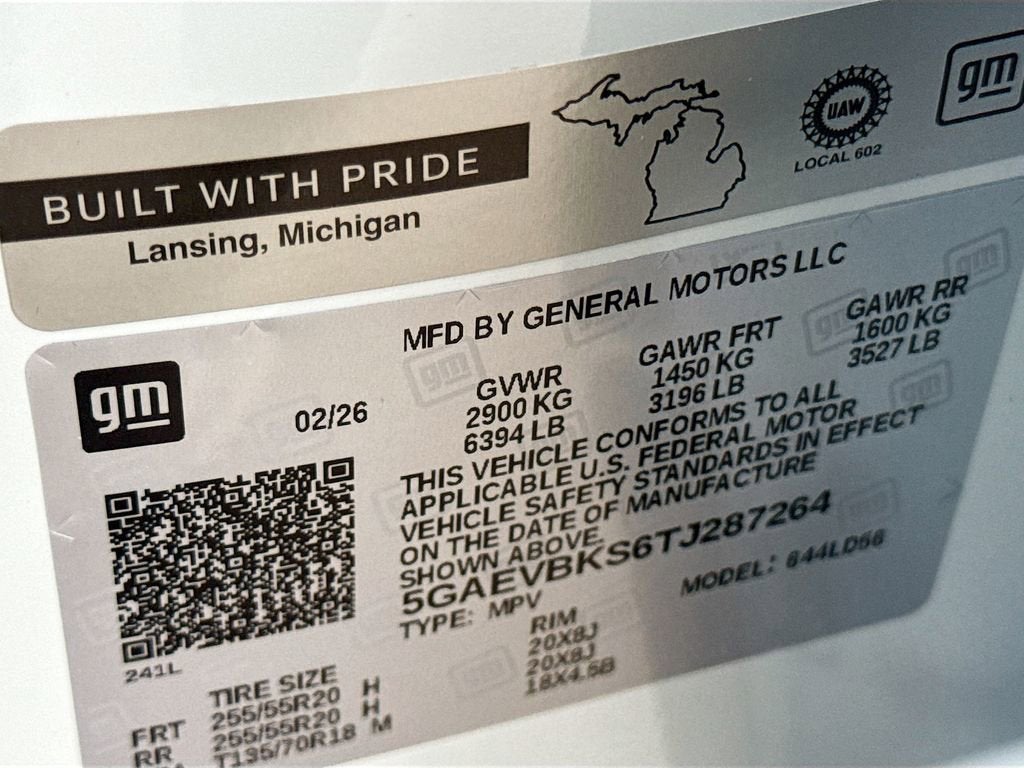 BUILT WITH PRIDE
Lansing, Michigan
UAW
LOCAL 602
gm
MFD BY GENERAL MOTORS LLC
gm
02/26
GVWR GAWR FRT GAWR RR
2900 KG 1450 KG 1600 KG
6394 LB 3196 LB 3527 LB
THIS VEHICLE CONFORMS TO ALL
APPLICABLE U.S. FEDERAL MOTOR
VEHICLE SAFETY STANDARDS IN EFFECT
ON THE DATE OF MANUFACTURE
SHOWN ABOVE.
5GAEVBKS6TJ287264
TYPE: MPV MODEL:
241L
TIRE SIZE RIM
FRT 255/55R20 H 20X8J
RR 255/55R20 H 20X8J
T135/70R18 M 18X4.5B